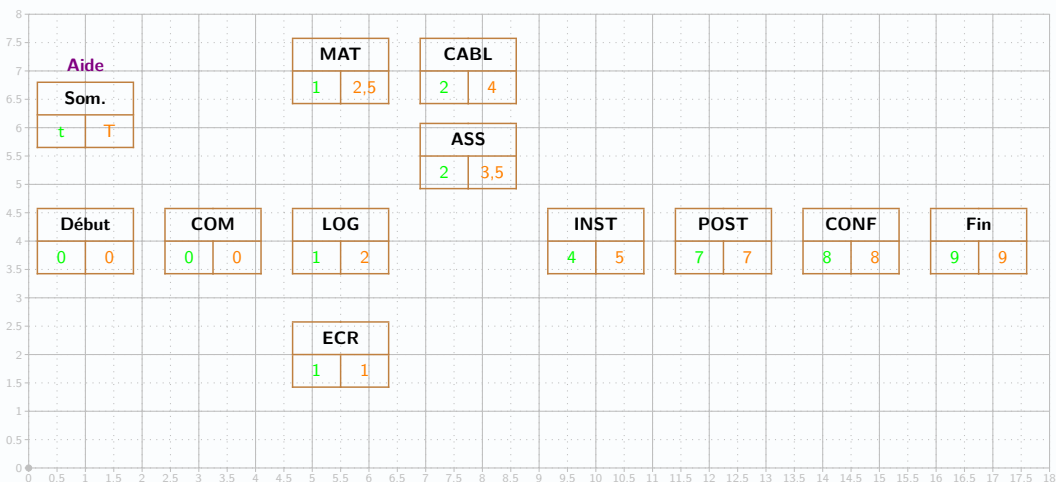 8
7.5
7
6.5
6
5.5
5
4.5
4
3.5
3
2.5
2
1.5
1
0.5
0
Aide
Som.
t T
MAT
1 2,5
CABL
2 4
ASS
2 3,5
Début
0 0
COM
0 0
LOG
1 2
INST
4 5
POST
7 7
CONF
8 8
Fin
9 9
ECR
1 1
0 0.5 1 1.5 2 2.5 3 3.5 4 4.5 5 5.5 6 6.5 7 7.5 8 8.5 9 9.5 10 10.5 11 11.5 12 12.5 13 13.5 14 14.5 15 15.5 16 16.5 17 17.5 18